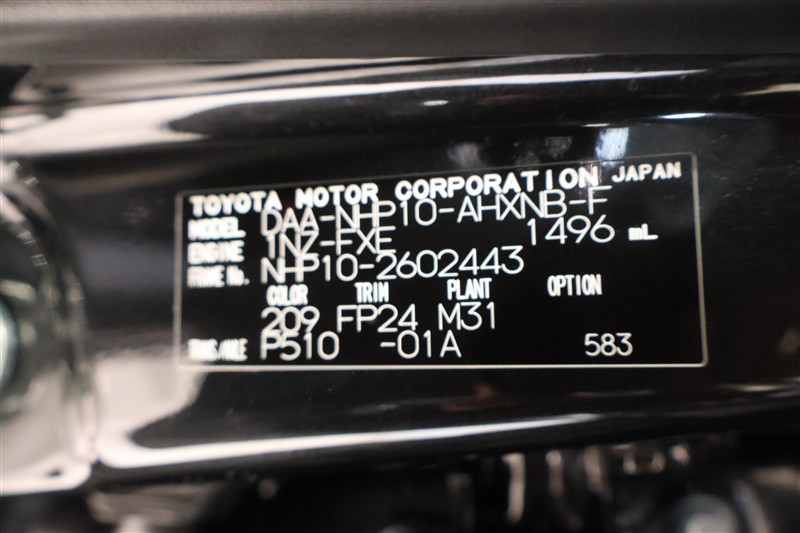 TOYOTA MOTOR CORPORATION JAPAN
MODEL DAA-NHP10-AHXNB-F
ENGINE 1NZ-FXE 1496 mL
FRAME No. NHP10-2602443
COLOR TRIM PLANT OPTION
209 FP24 M31
TRANS/AXLE P510 -01A 583